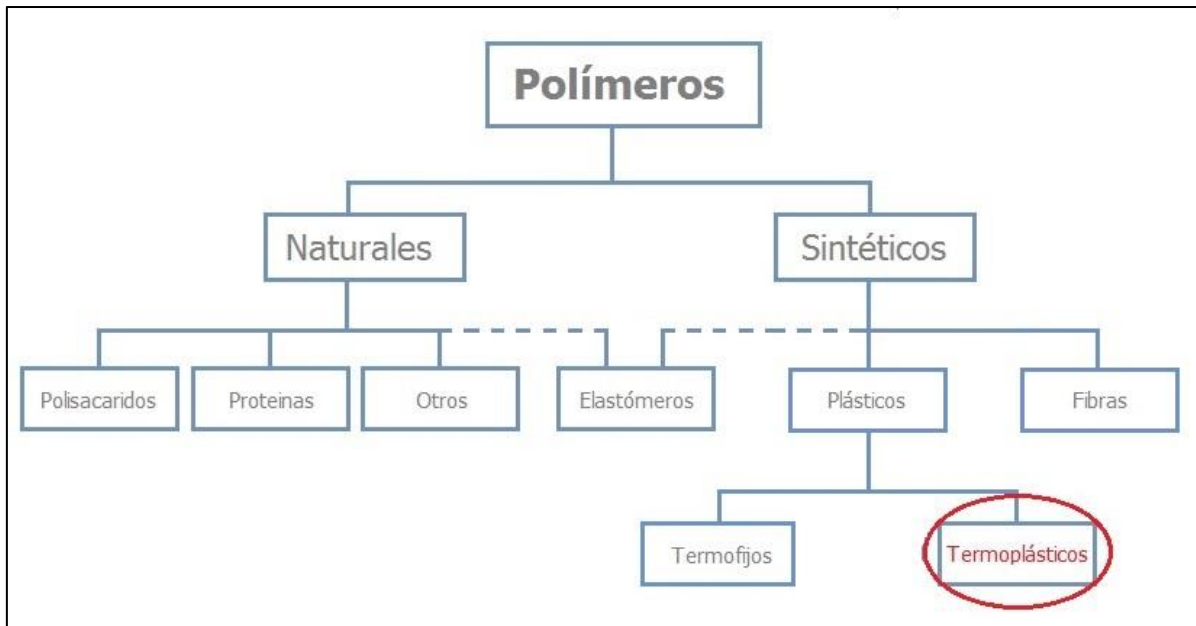 Polímeros
Naturales
Sintéticos
Polisacaridos
Proteinas
Otros
Elastómeros
Plásticos
Fibras
Termofijos
Termoplásticos